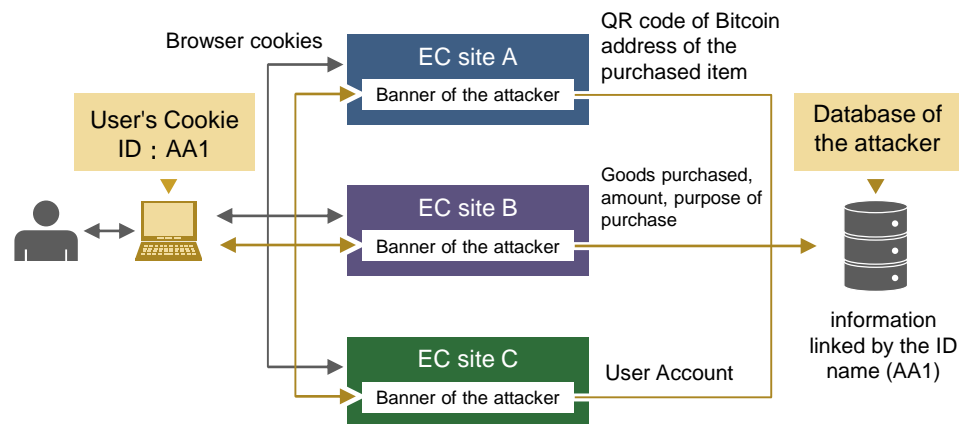 Browser cookies
EC site A
Banner of the attacker
QR code of Bitcoin
address of the
purchased item
User's Cookie
ID：AA1
Database of
the attacker
EC site B
Banner of the attacker
Goods purchased,
amount, purpose of
purchase
EC site C
Banner of the attacker
User Account
information
linked by the ID
name (AA1)